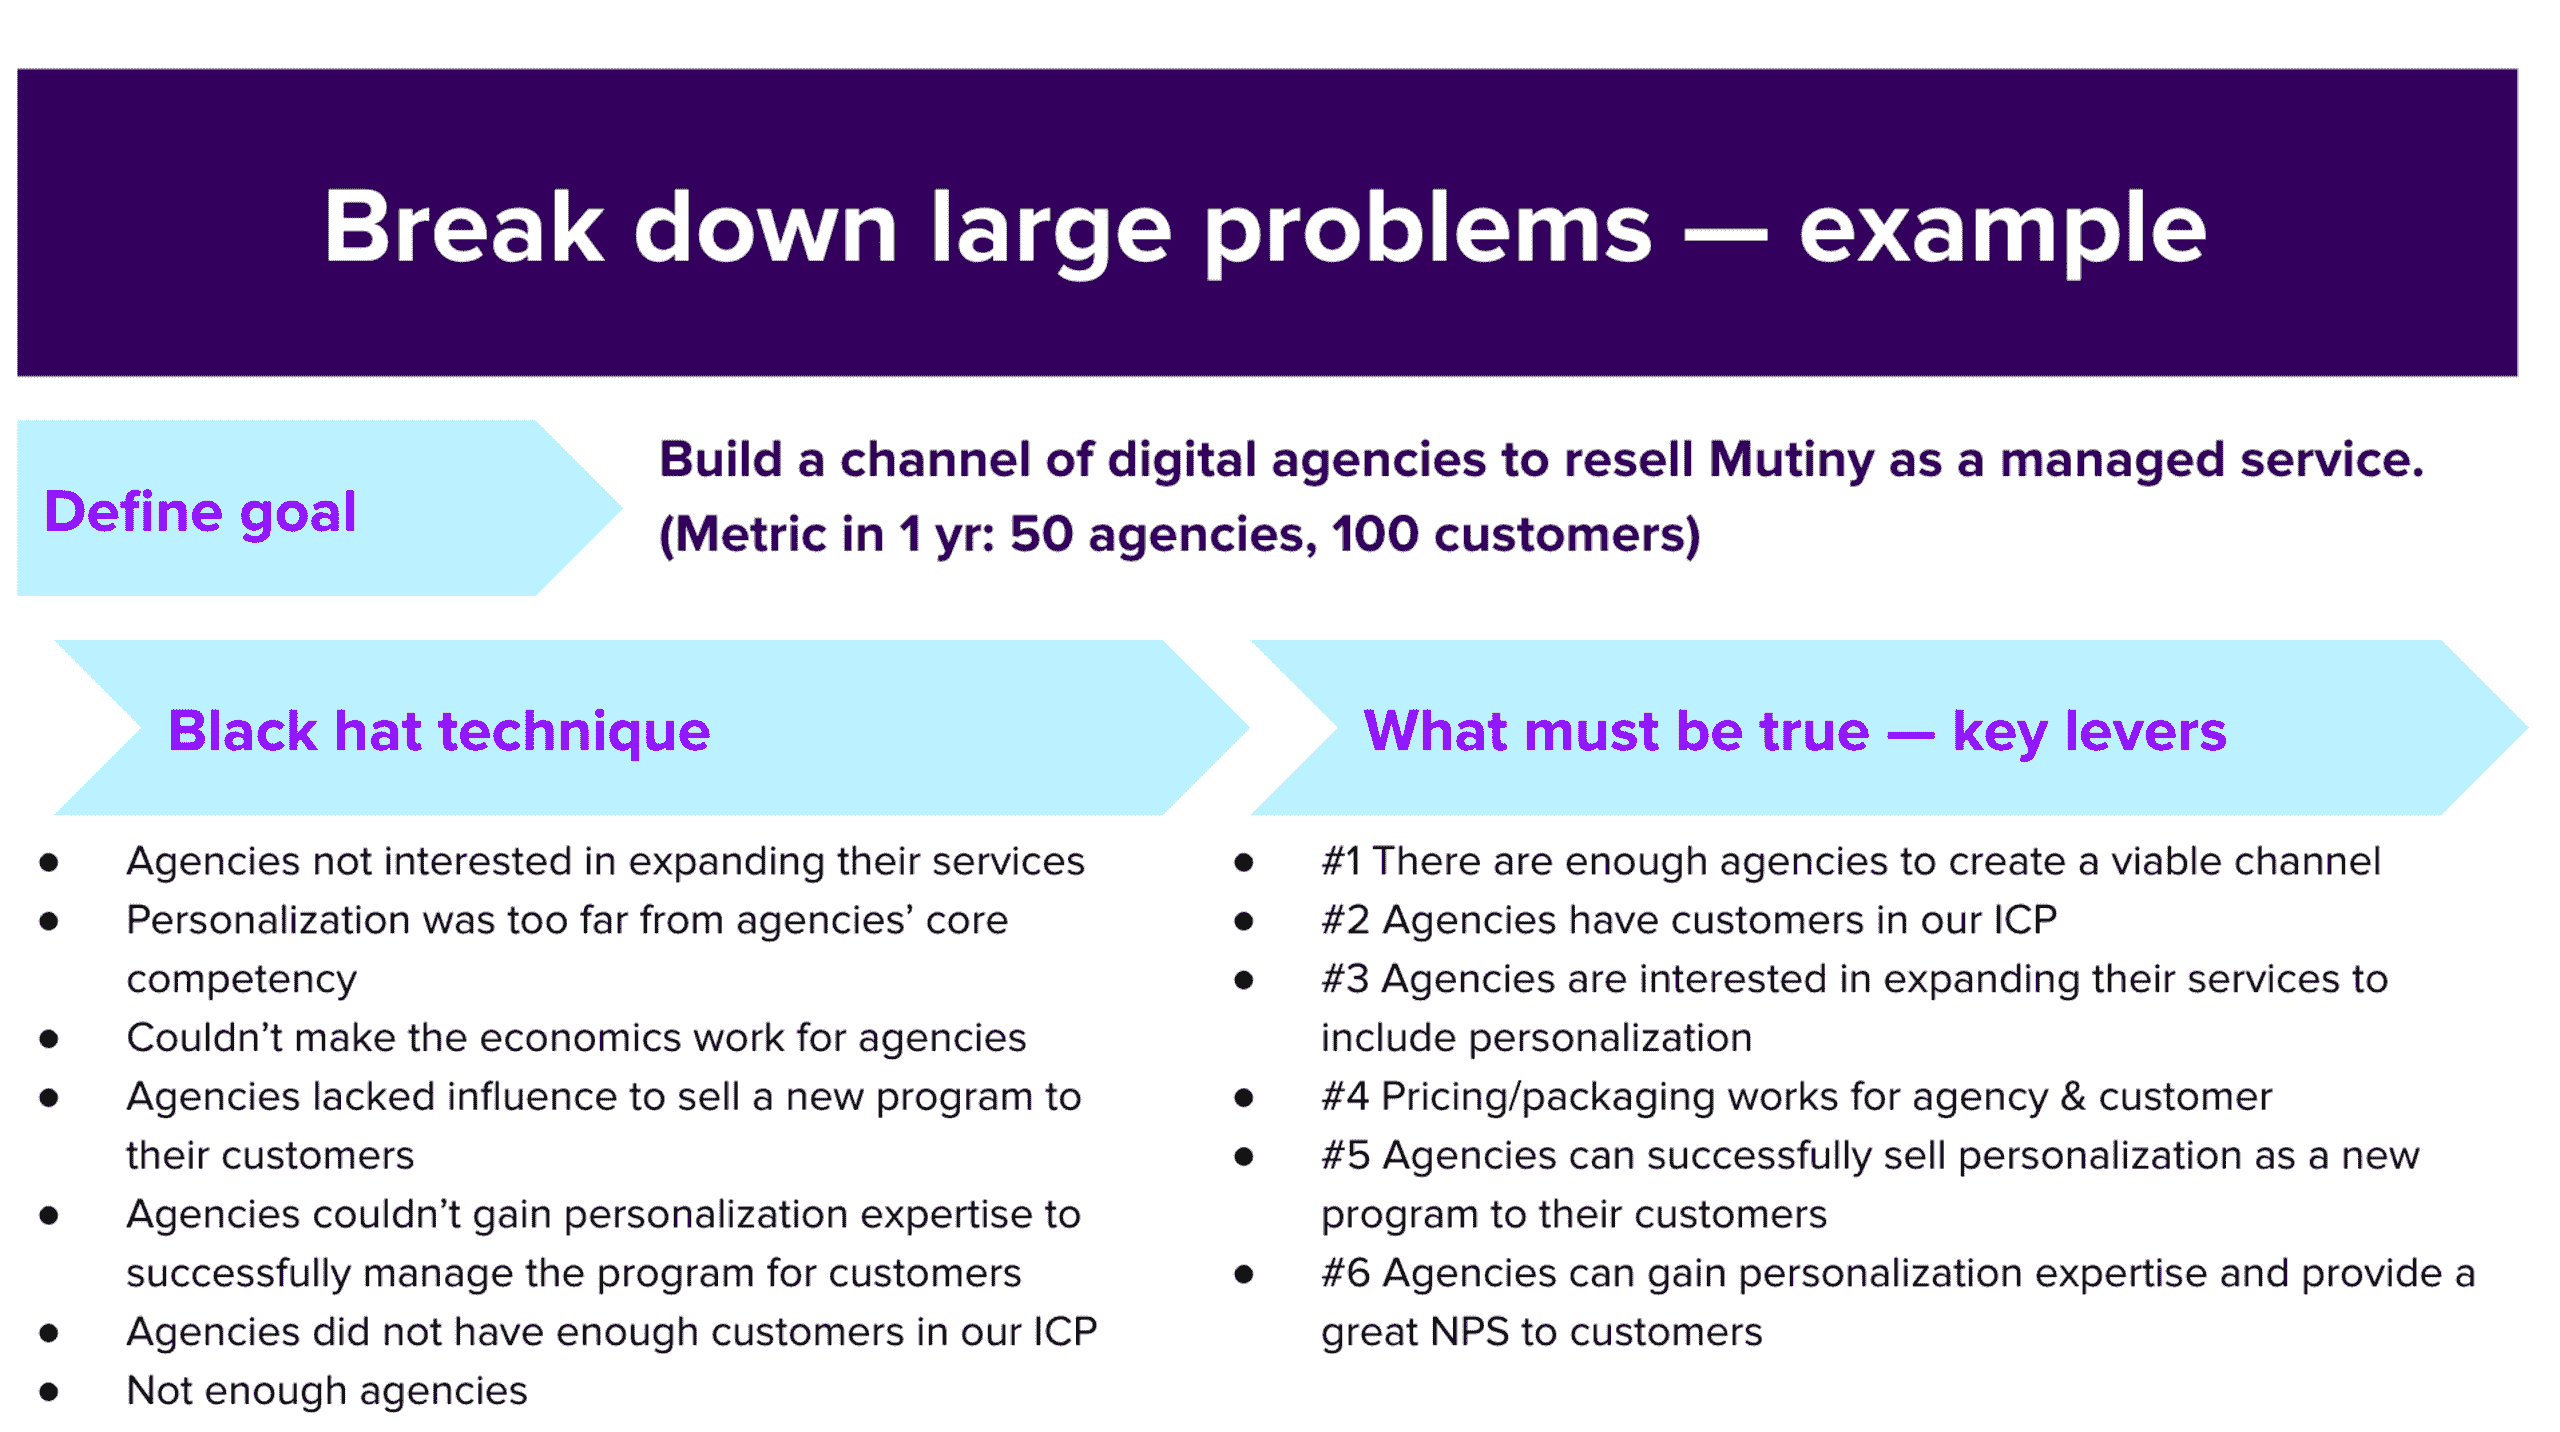 Break down large problems — example
Define goal
Build a channel of digital agencies to resell Mutiny as a managed service.
(Metric in 1 yr: 50 agencies, 100 customers)
Black hat technique
● Agencies not interested in expanding their services
● Personalization was too far from agencies’ core
competency
● Couldn’t make the economics work for agencies
● Agencies lacked influence to sell a new program to
their customers
● Agencies couldn’t gain personalization expertise to
successfully manage the program for customers
● Agencies did not have enough customers in our ICP
● Not enough agencies
What must be true — key levers
● #1 There are enough agencies to create a viable channel
● #2 Agencies have customers in our ICP
● #3 Agencies are interested in expanding their services to
include personalization
● #4 Pricing/packaging works for agency & customer
● #5 Agencies can successfully sell personalization as a new
program to their customers
● #6 Agencies can gain personalization expertise and provide a
great NPS to customers